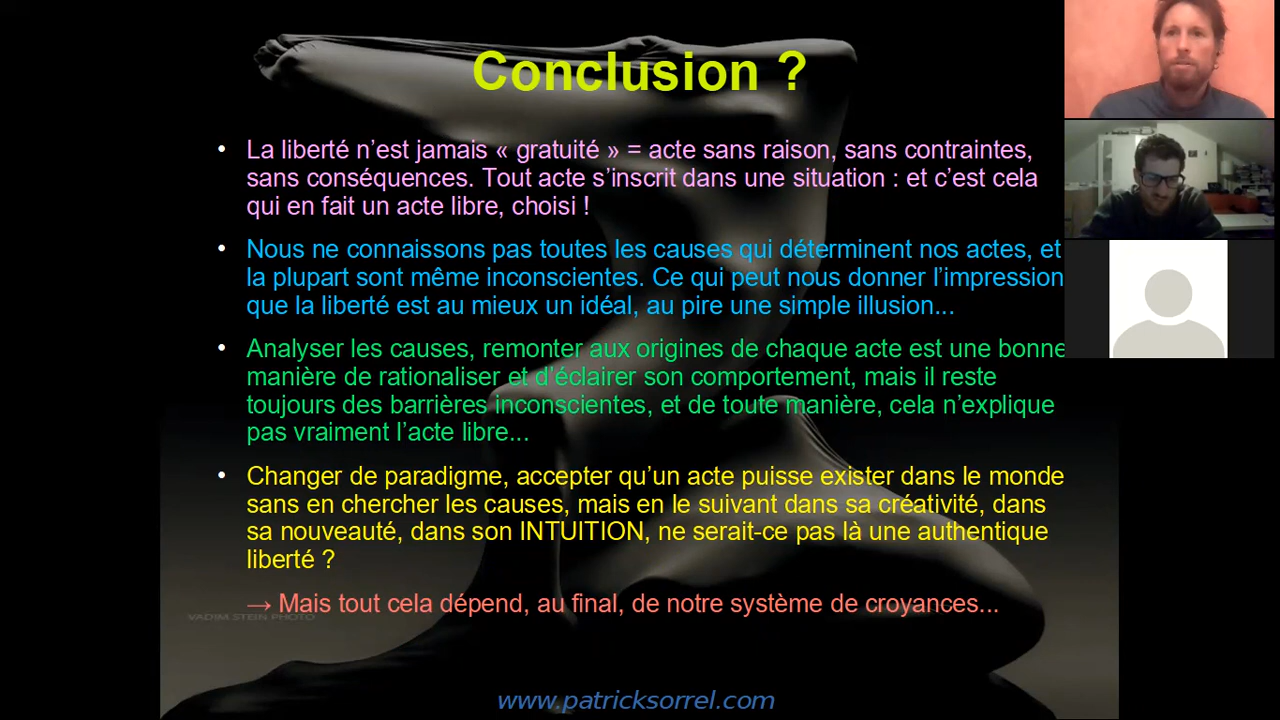 Conclusion ?
• La liberté n’est jamais « gratuité » = acte sans raison, sans contraintes,
sans conséquences. Tout acte s’inscrit dans une situation : et c’est cela
qui en fait un acte libre, choisi !
• Nous ne connaissons pas toutes les causes qui déterminent nos actes, et
la plupart sont même inconscientes. Ce qui peut nous donner l’impression
que la liberté est au mieux un idéal, au pire une simple illusion...
• Analyser les causes, remonter aux origines de chaque acte est une bonne
manière de rationaliser et d’éclairer son comportement, mais il reste
toujours des barrières inconscientes, et de toute manière, cela n’explique
pas vraiment l’acte libre...
• Changer de paradigme, accepter qu’un acte puisse exister dans le monde
sans en chercher les causes, mais en le suivant dans sa créativité, dans
sa nouveauté, dans son INTUITION, ne serait-ce pas là une authentique
liberté ?
→ Mais tout cela dépend, au final, de notre système de croyances...
VADIM STEIN PHOTO
www.patricksorrel.com